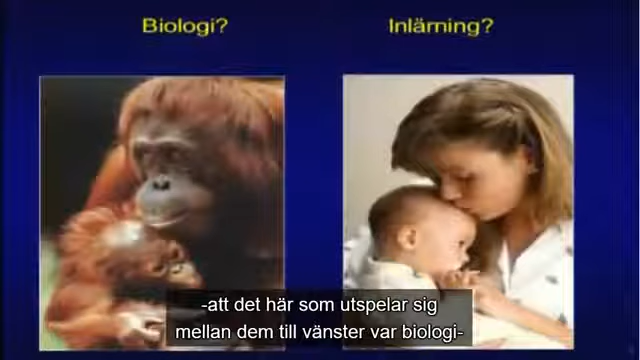 Biologi?
Inlärning?
-att det här som utspelar sig
mellan dem till vänster var biologi-